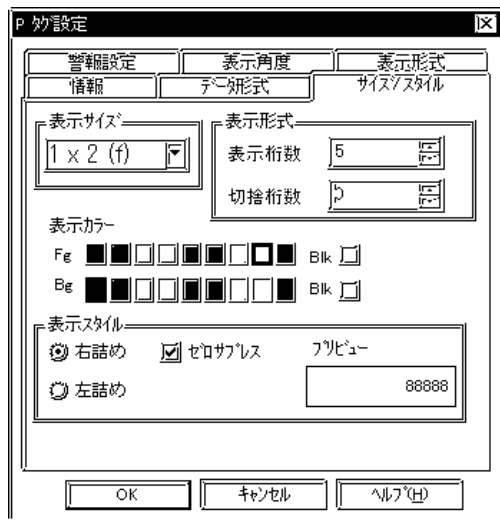 P ﾀｸﾞ設定
警報設定 表示角度 表示形式
情報 ﾃﾞｰﾀ形式 ｻｲｽﾞ/ｽﾀｲﾙ
表示ｻｲｽﾞ 表示形式
1 x 2 (f) 表示桁数 5
切捨桁数
表示ｶﾗｰ
Fg Blk
Bg Blk
表示ｽﾀｲﾙ
右詰め ｾﾞﾛｻﾌﾟﾚｽ ﾌﾟﾘﾋﾞｭｰ
左詰め 88888
OK ｷｬﾝｾﾙ ﾍﾙﾌﾟ(H)